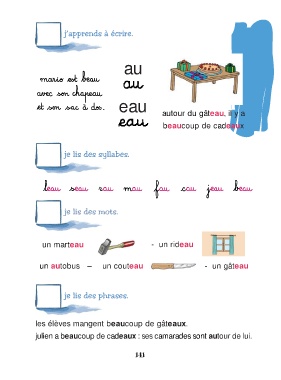 j'apprends à écrire.
mario est beau
avec son chapeau
et son sac à dos.
au
au
eau
eau
autour du gâteau, il y a
beaucoup de cadeaux
je lis des syllabes.
leau seau rau mau fau cau jeau beau
je lis des mots.
un marteau - un rideau
un autobus – un couteau - un gâteau
je lis des phrases.
les élèves mangent beaucoup de gâteaux.
julien a beaucoup de cadeaux : ses camarades sont autour de lui.
141